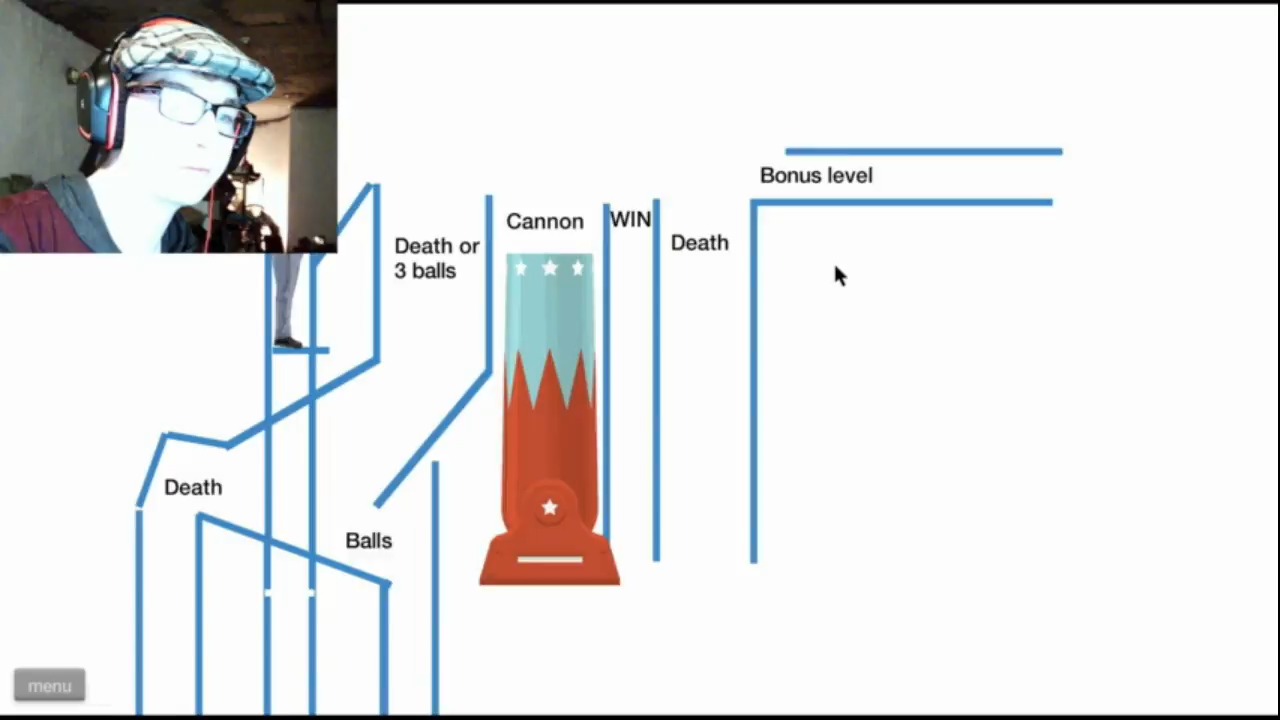 Bonus level
Cannon
WIN
Death
Death or
3 balls
Death
Balls
menu